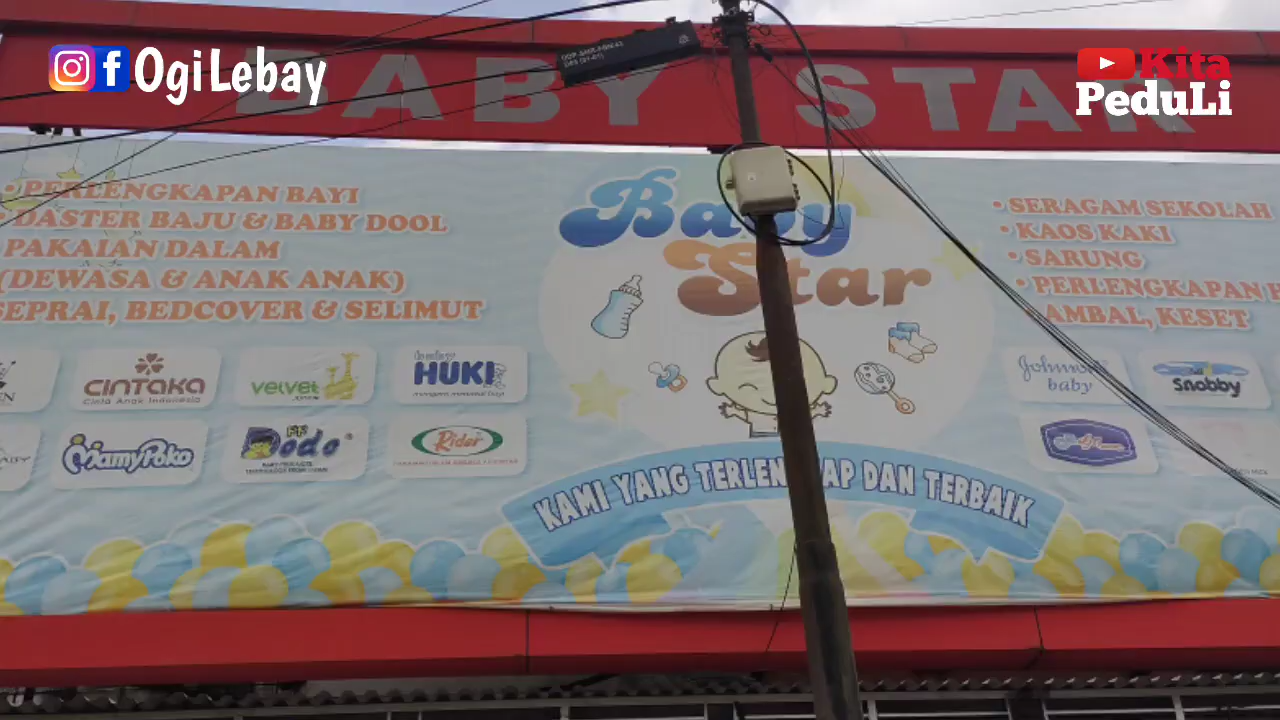 OgiLebay
Kita
PeduLi
BABY STAR
• PERLENGKAPAN BAYI
• DASTER BAJU & BABY DOOL
PAKAIAN DALAM
(DEWASA & ANAK ANAK)
SEPRAI, BEDCOVER & SELIMUT
Baby
Star
• SERAGAM SEKOLAH
• KAOS KAKI
• SARUNG
• PERLENGKAPAN
AMBAL, KESET
CINTAKA
Cinta Anak Indonesia
velvet
JUNIOR
baby
HUKI
MamyPoko
Dodo
Rider
Johnson's
baby
Snobby
KAMI YANG TERLENGKAP DAN TERBAIK